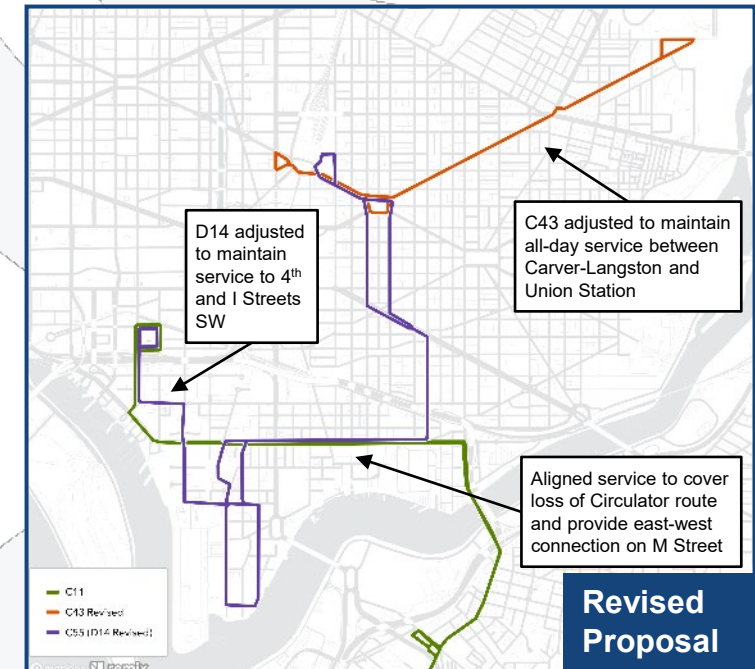 D14 adjusted
to maintain
service to 4th
and I Streets
SW
C43 adjusted to maintain
all-day service between
Carver-Langston and
Union Station
Aligned service to cover
loss of Circulator route
and provide east-west
connection on M Street
C11
C43 Revised
C55 (D14 Revised)
Revised
Proposal
remix